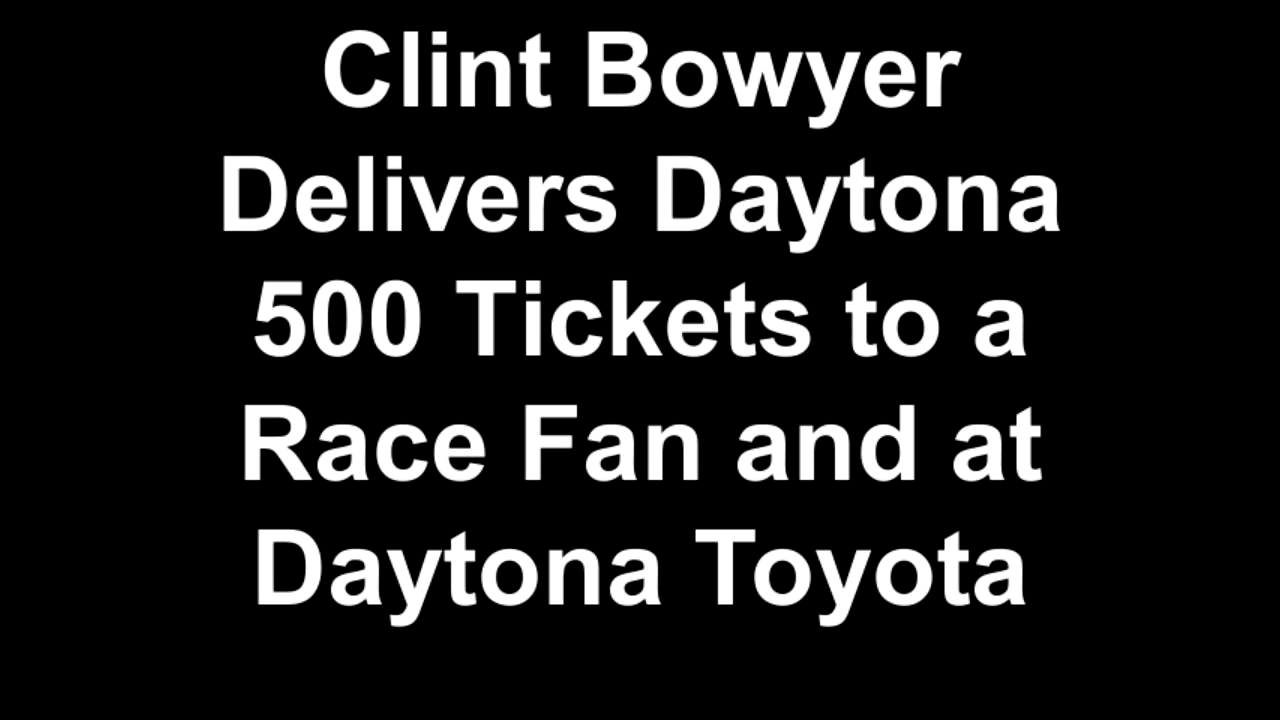 Clint Bowyer
Delivers Daytona
500 Tickets to a
Race Fan and at
Daytona Toyota